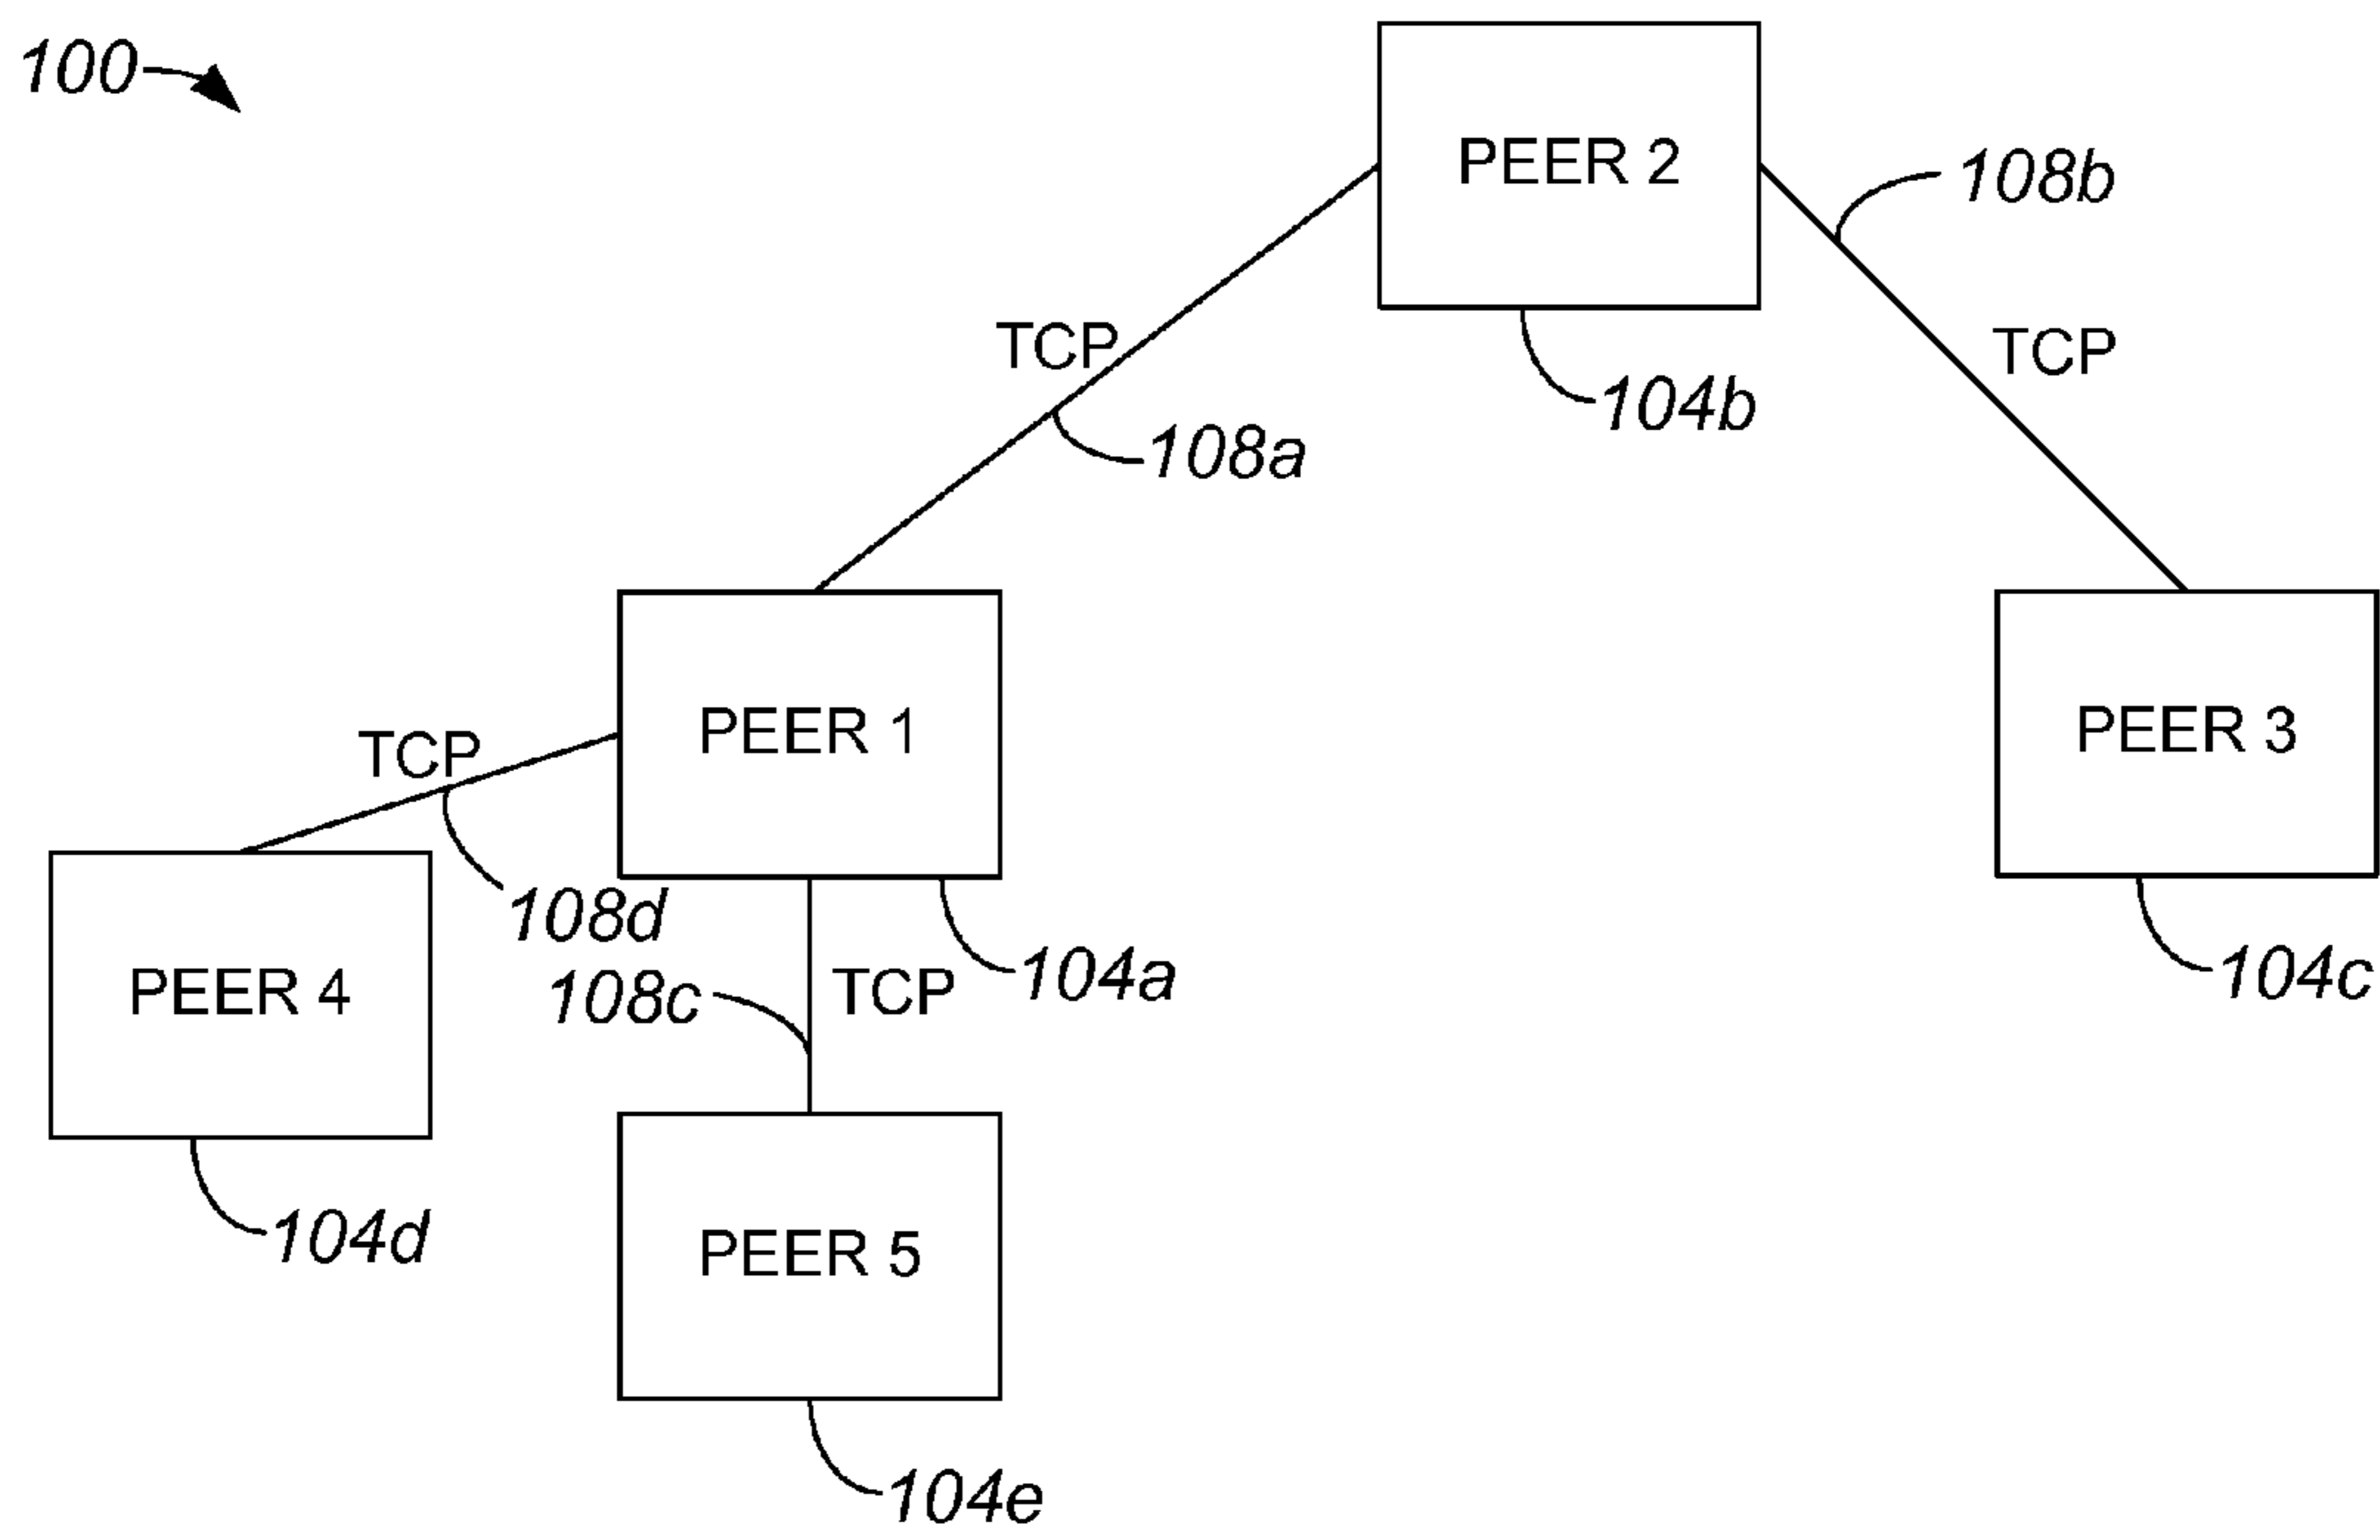 100
PEER 2
108b
TCP
TCP
104b
108a
PEER 1
PEER 3
TCP
108d
104a
104c
PEER 4
108c
TCP
104d
PEER 5
104e